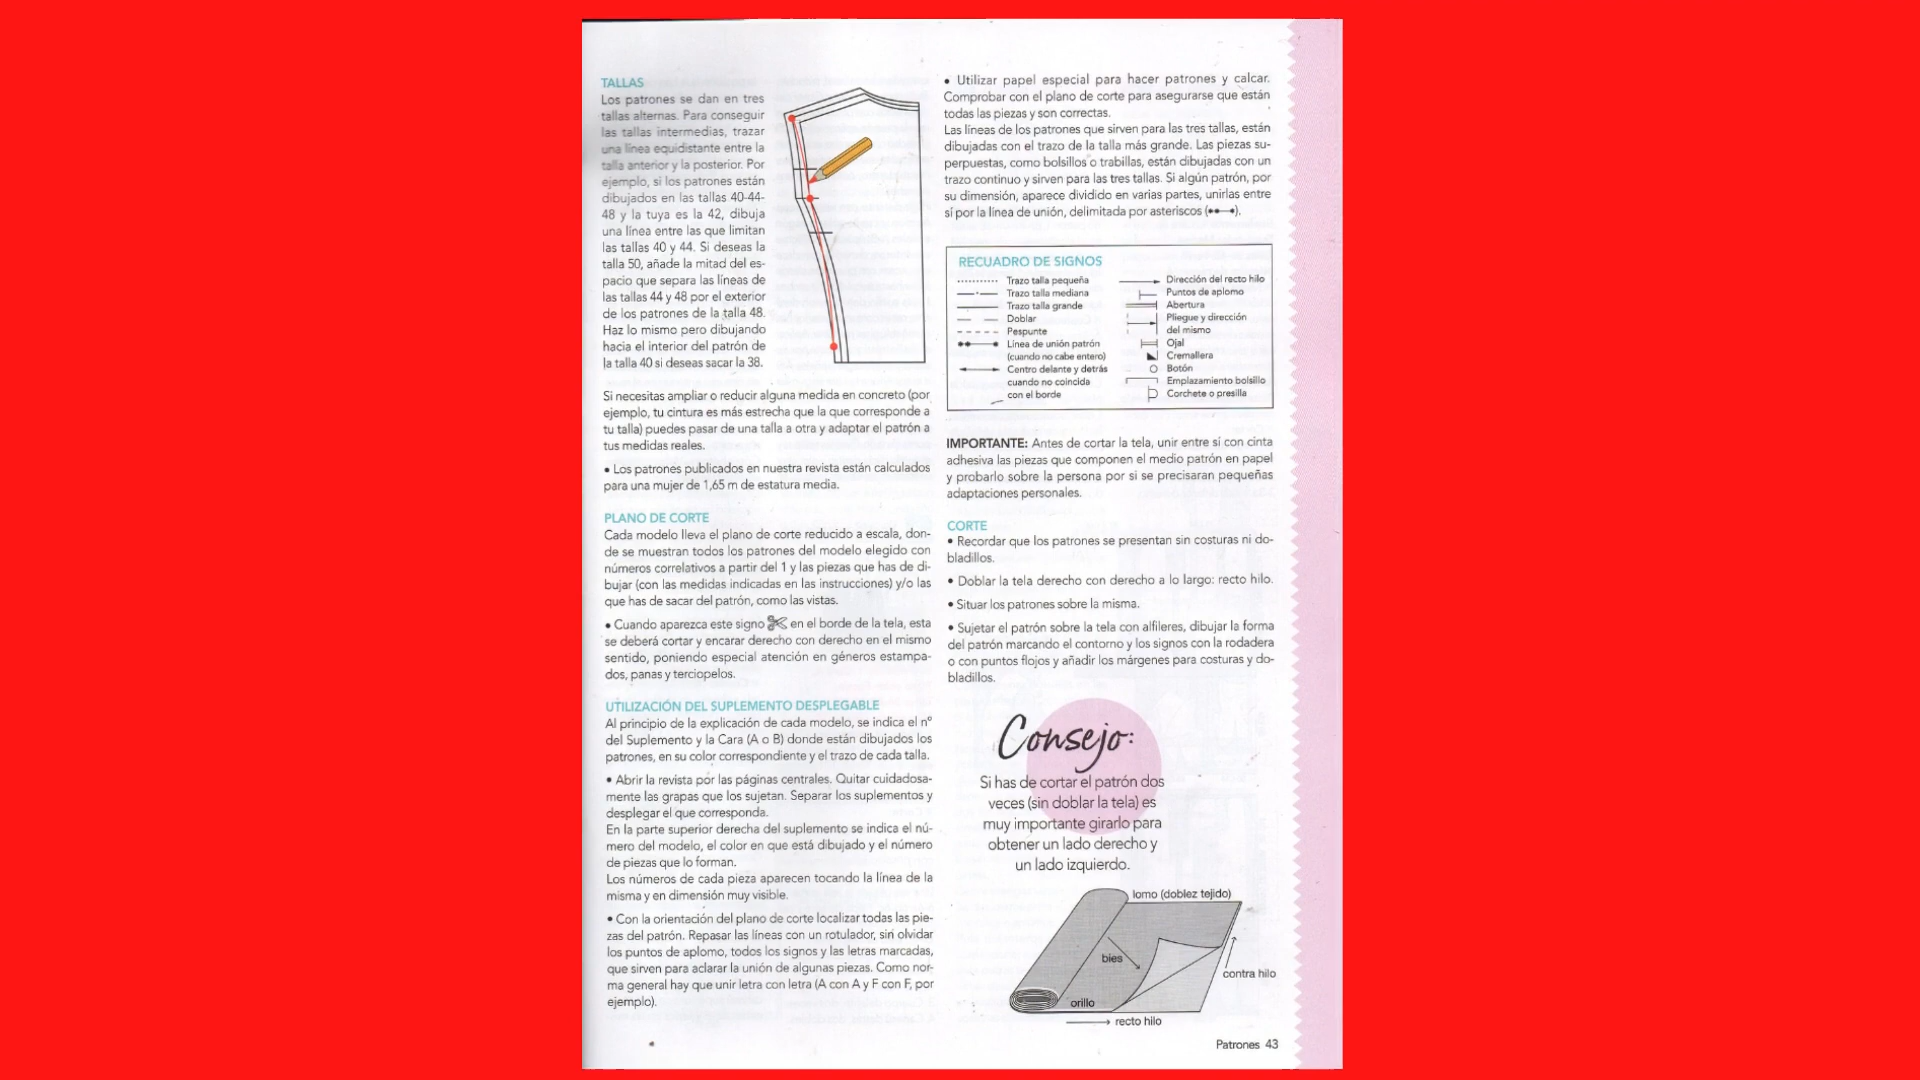 TALLAS
Los patrones se dan en tres
tallas alternas. Para conseguir
las tallas intermedias, trazar
una línea equidistante entre la
talla anterior y la posterior. Por
ejemplo, si los patrones están
dibujados en las tallas 40-44-
48 y la tuya es la 42, dibuja
una línea entre las que limitan
las tallas 40 y 44. Si deseas la
talla 50, añade la mitad del es-
pacio que separa las líneas de
las tallas 44 y 48 por el exterior
de los patrones de la talla 48.
Haz lo mismo pero dibujando
hacia el interior del patrón de
la talla 40 si deseas sacar la 38.
Si necesitas ampliar o reducir alguna medida en concreto (por
ejemplo, tu cintura es más estrecha que la que corresponde a
tu talla) puedes pasar de una talla a otra y adaptar el patrón a
tus medidas reales.
• Los patrones publicados en nuestra revista están calculados
para una mujer de 1,65 m de estatura media.
PLANO DE CORTE
Cada modelo lleva el plano de corte reducido a escala, don-
de se muestran todos los patrones del modelo elegido con
números correlativos a partir del 1 y las piezas que has de di-
bujar (con las medidas indicadas en las instrucciones) y/o las
que has de sacar del patrón, como las vistas.
• Cuando aparezca este signo en el borde de la tela, esta
se deberá cortar y encarar derecho con derecho en el mismo
sentido, poniendo especial atención en géneros estampa-
dos, panas y terciopelos.
UTILIZACIÓN DEL SUPLEMENTO DESPLEGABLE
Al principio de la explicación de cada modelo, se indica el nº
del Suplemento y la Cara (A o B) donde están dibujados los
patrones, en su color correspondiente y el trazo de cada talla.
• Abrir la revista por las páginas centrales. Quitar cuidadosa-
mente las grapas que los sujetan. Separar los suplementos y
desplegar el que corresponda.
En la parte superior derecha del suplemento se indica el nú-
mero del modelo, el color en que está dibujado y el número
de piezas que lo forman.
Los números de cada pieza aparecen tocando la línea de la
misma y en dimensión muy visible.
• Con la orientación del plano de corte localizar todas las pie-
zas del patrón. Repasar las líneas con un rotulador, sin olvidar
los puntos de aplomo, todos los signos y las letras marcadas,
que sirven para aclarar la unión de algunas piezas. Como nor-
ma general hay que unir letra con letra (A con A y F con F, por
ejemplo).
• Utilizar papel especial para hacer patrones y calcar.
Comprobar con el plano de corte para asegurarse que están
todas las piezas y son correctas.
Las líneas de los patrones que sirven para las tres tallas, están
dibujadas con el trazo de la talla más grande. Las piezas su-
perpuestas, como bolsillos o trabillas, están dibujadas con un
trazo continuo y sirven para las tres tallas. Si algún patrón, por
su dimensión, aparece dividido en varias partes, unirlas entre
sí por la línea de unión, delimitada por asteriscos ( ).
RECUADRO DE SIGNOS
Trazo talla pequeña
Trazo talla mediana
Trazo talla grande
Doblar
Pespunte
Línea de unión patrón
(cuando no cabe entero)
Centro delante y detrás
cuando no coincida
con el borde
Dirección del recto hilo
Puntos de aplomo
Abertura
Pliegue y dirección
del mismo
Ojal
Cremallera
Botón
Emplazamiento bolsillo
Corchete o presilla
IMPORTANTE: Antes de cortar la tela, unir entre sí con cinta
adhesiva las piezas que componen el medio patrón en papel
y probarlo sobre la persona por si se precisaran pequeñas
adaptaciones personales.
CORTE
• Recordar que los patrones se presentan sin costuras ni do-
bladillos.
• Doblar la tela derecho con derecho a lo largo: recto hilo.
• Situar los patrones sobre la misma.
• Sujetar el patrón sobre la tela con alfileres, dibujar la forma
del patrón marcando el contorno y los signos con la rodadera
o con puntos flojos y añadir los márgenes para costuras y do-
bladillos.
Consejo:
Si has de cortar el patrón dos
veces (sin doblar la tela) es
muy importante girarlo para
obtener un lado derecho y
un lado izquierdo.
lomo (doblez tejido)
bies
contra hilo
orillo
recto hilo
Patrones 43